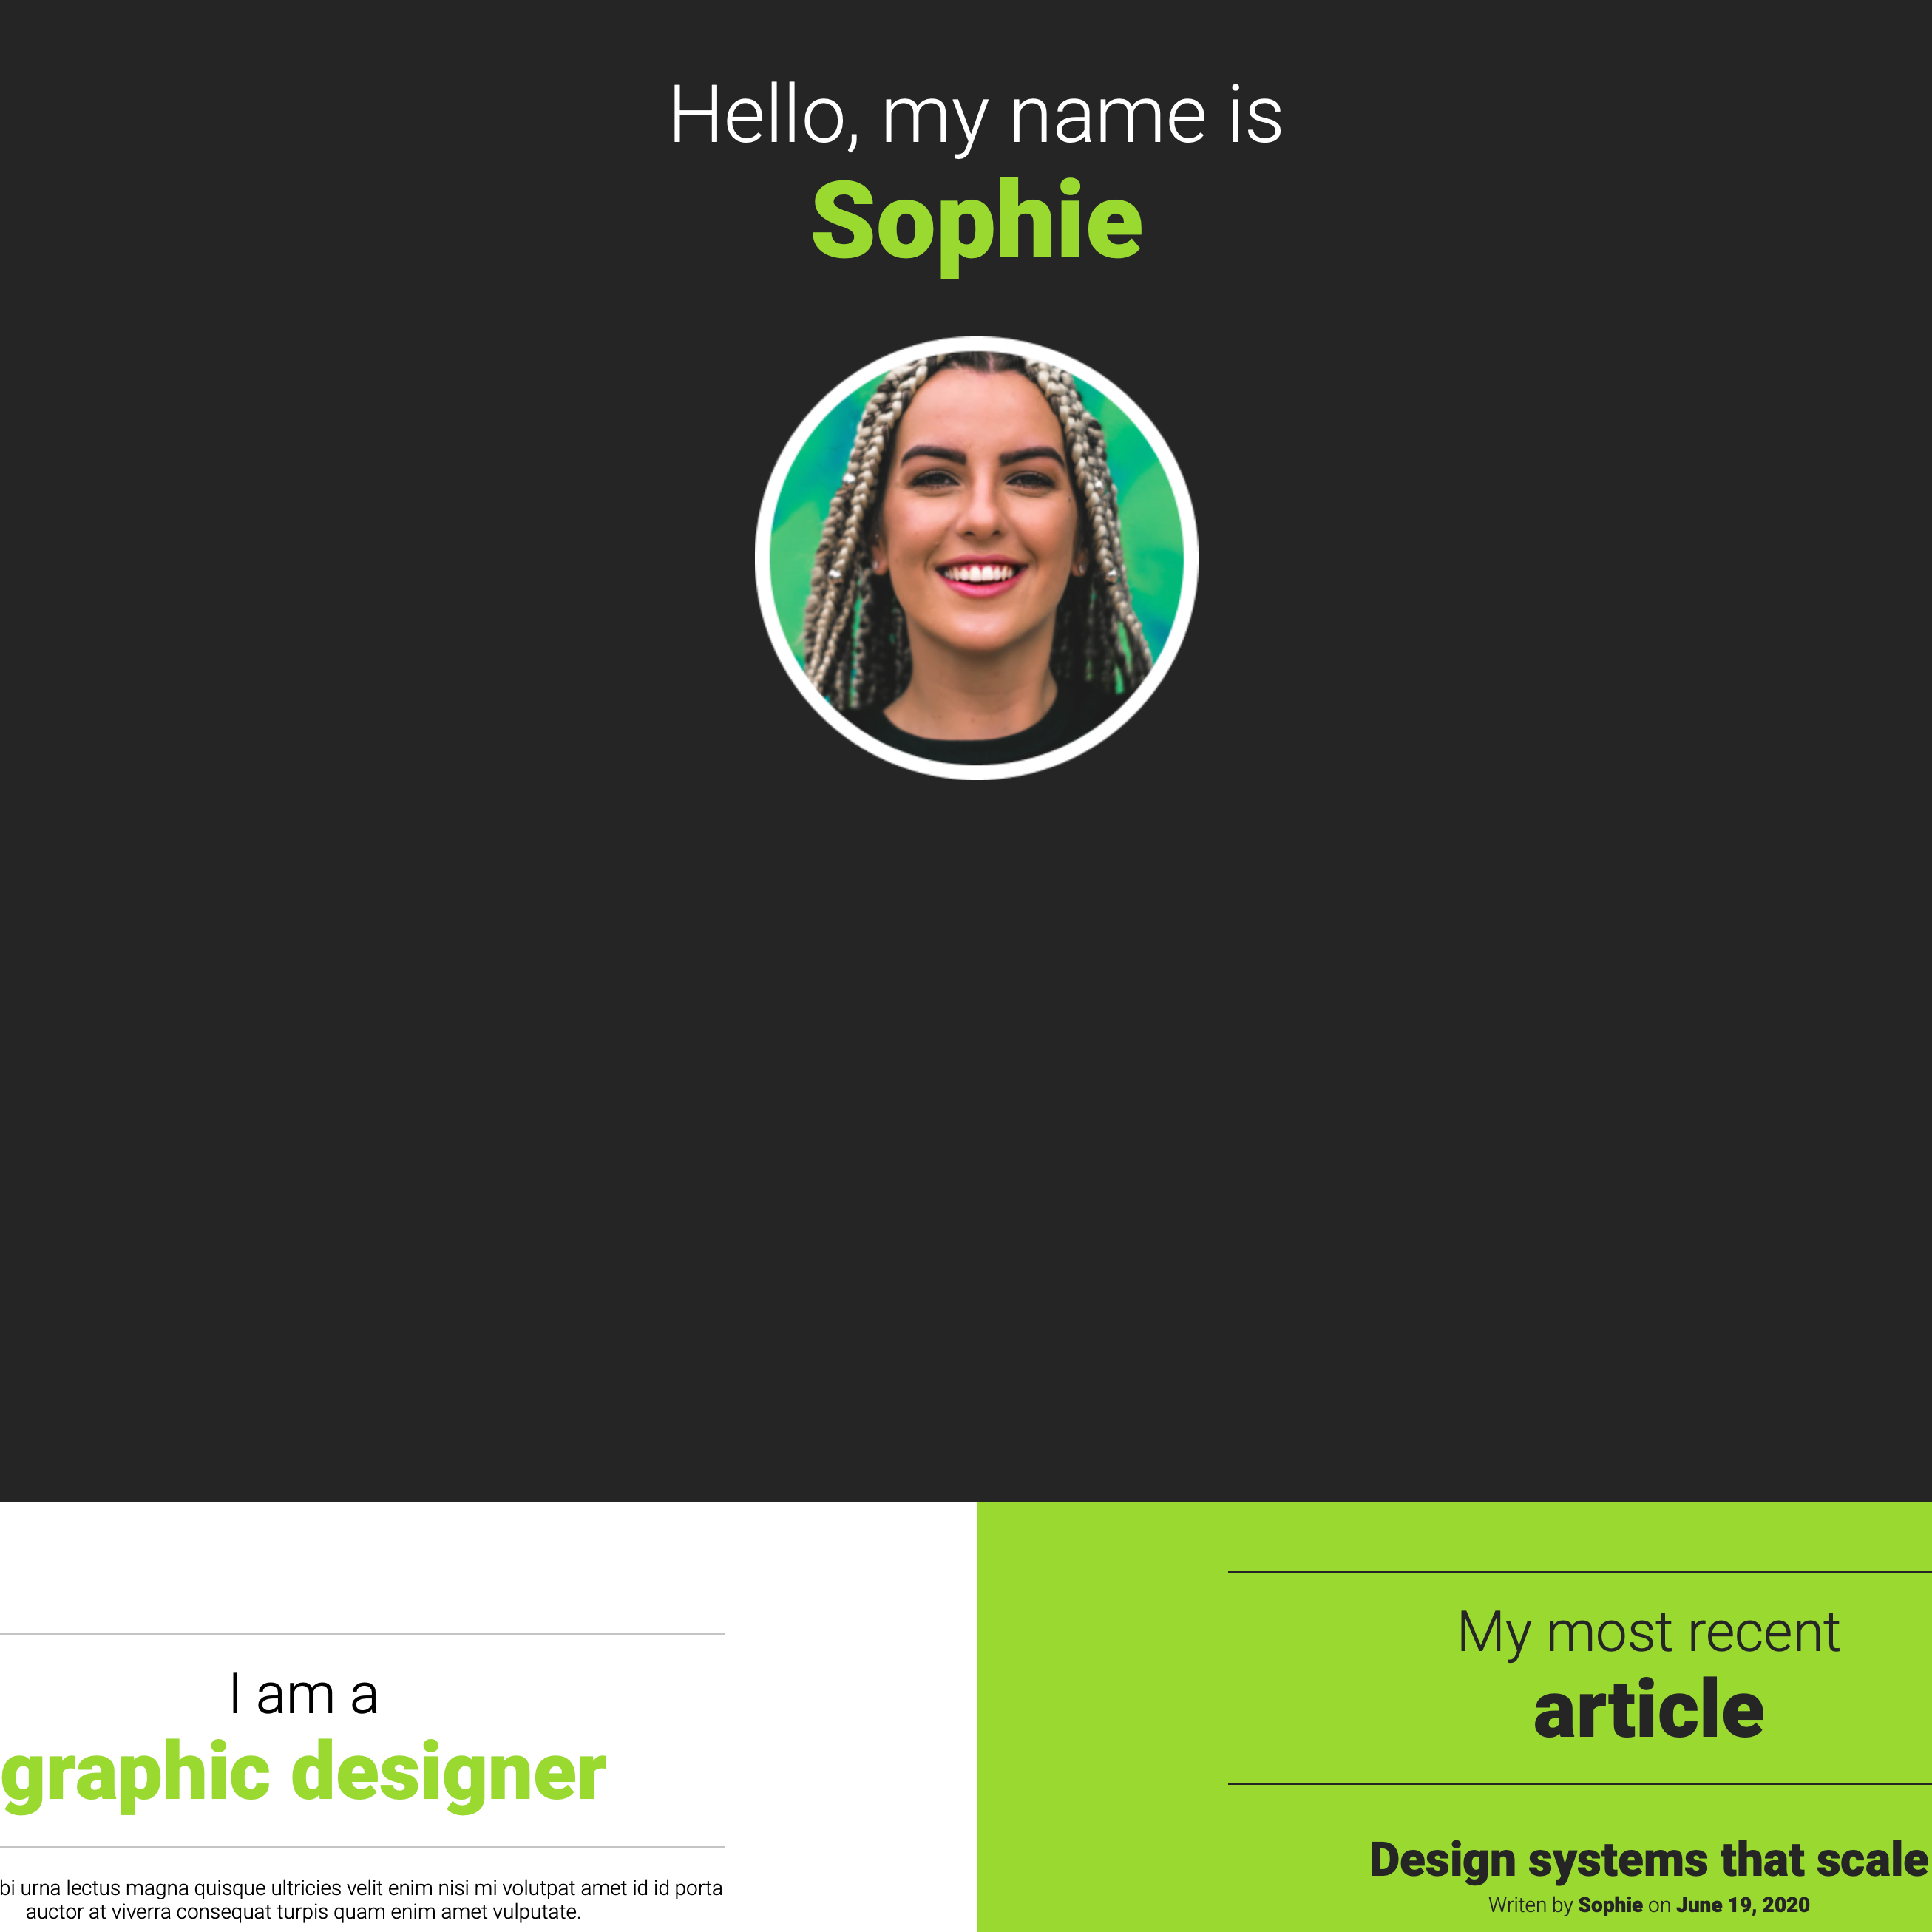 Hello, my name is
Sophie
I am a
graphic designer
bi urna lectus magna quisque ultricies velit enim nisi mi volutpat amet id id porta
auctor at viverra consequat turpis quam enim amet vulputate.
My most recent
article
Design systems that scale
Writen by Sophie on June 19, 2020